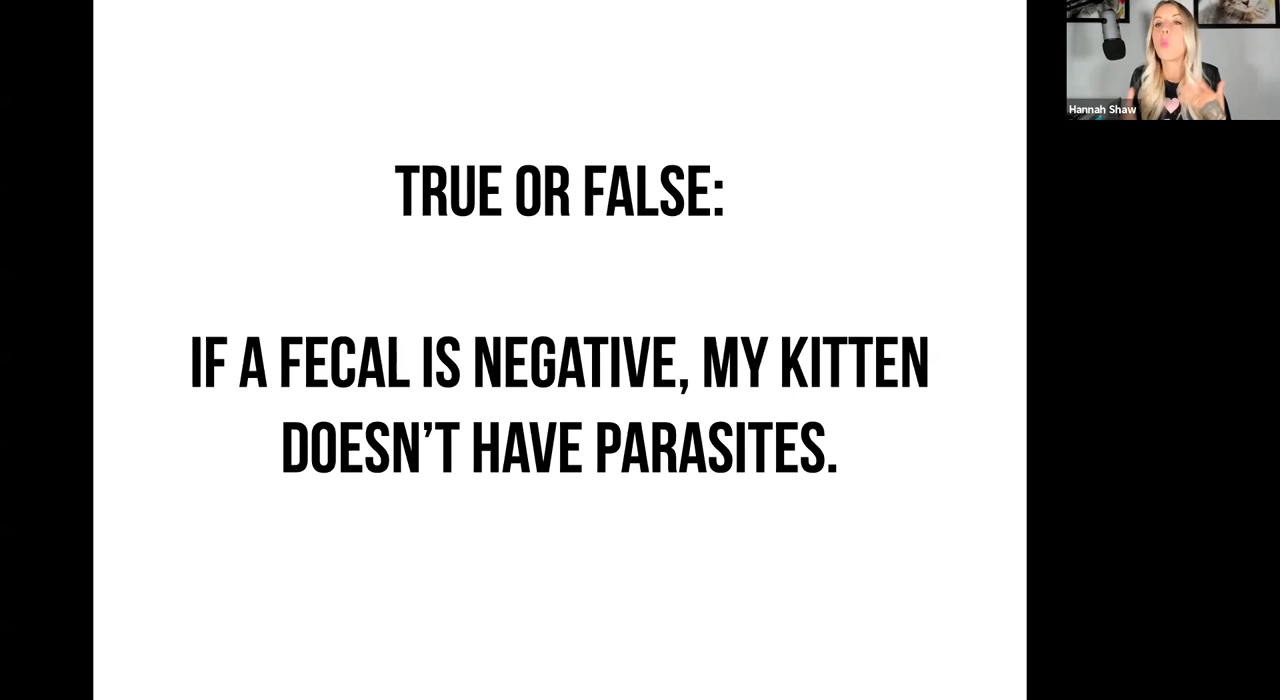 TRUE OR FALSE:
IF A FECAL IS NEGATIVE, MY KITTEN
DOESN’T HAVE PARASITES.
Hannah Shaw